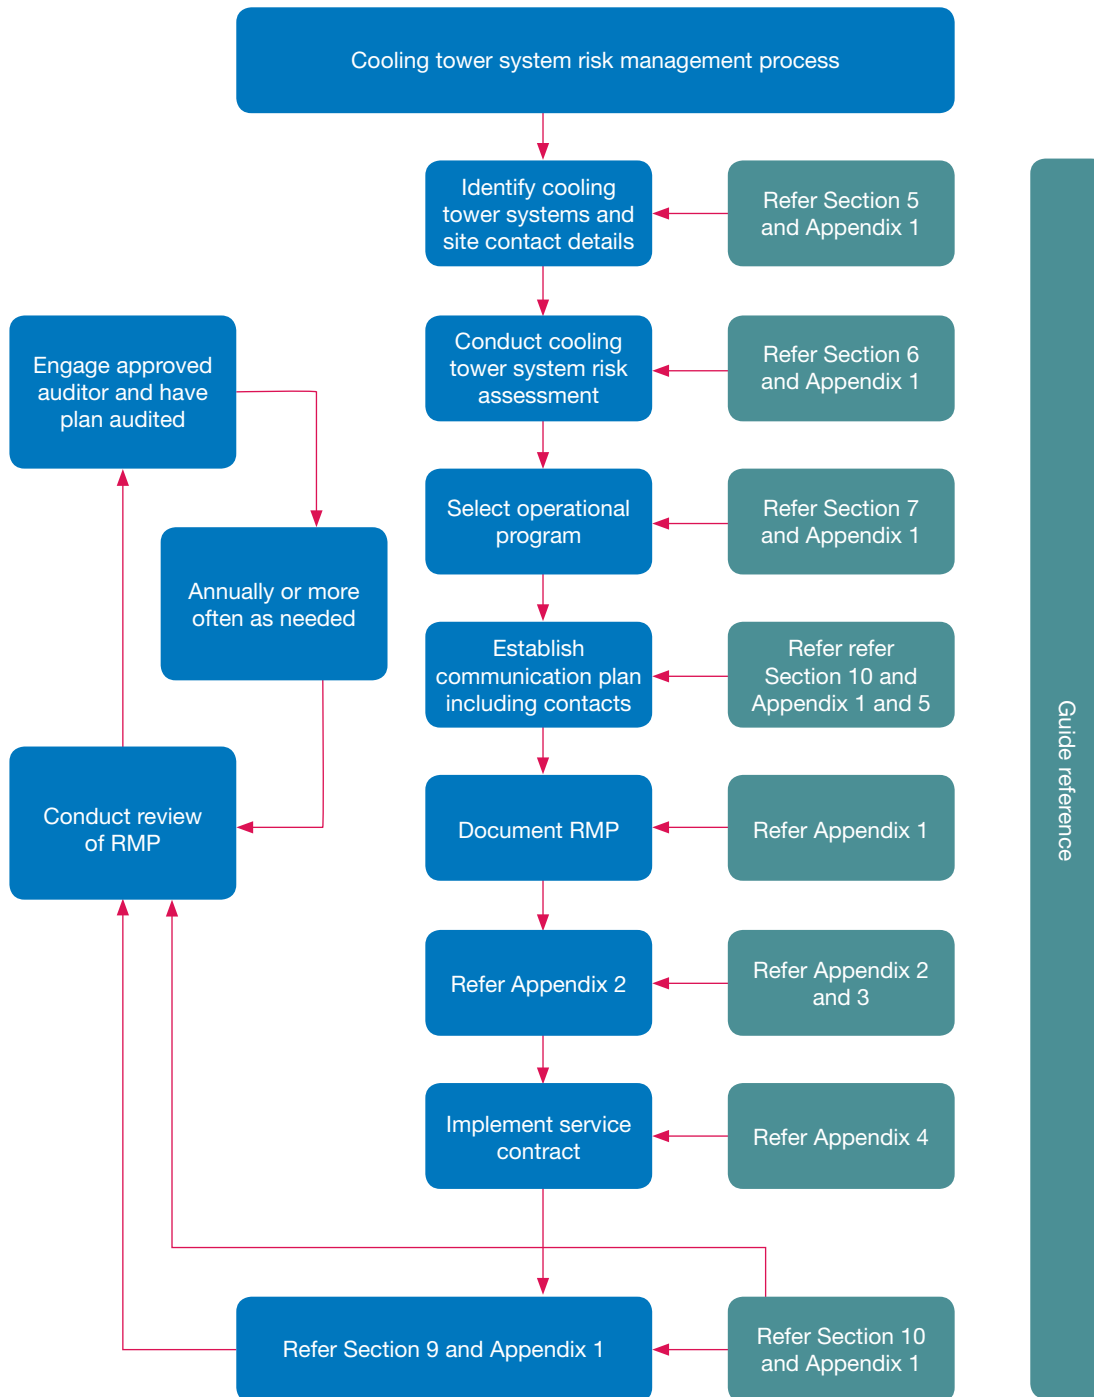 Cooling tower system risk management process
Identify cooling
tower systems and
site contact details
Refer Section 5
and Appendix 1
Conduct cooling
tower system risk
assessment
Refer Section 6
and Appendix 1
Engage approved
auditor and have
plan audited
Select operational
program
Refer Section 7
and Appendix 1
Annually or more
often as needed
Establish
communication plan
including contacts
Refer refer
Section 10 and
Appendix 1 and 5
Conduct review
of RMP
Document RMP
Refer Appendix 1
Refer Appendix 2
Refer Appendix 2
and 3
Implement service
contract
Refer Appendix 4
Refer Section 9 and Appendix 1
Refer Section 10
and Appendix 1
Guide reference